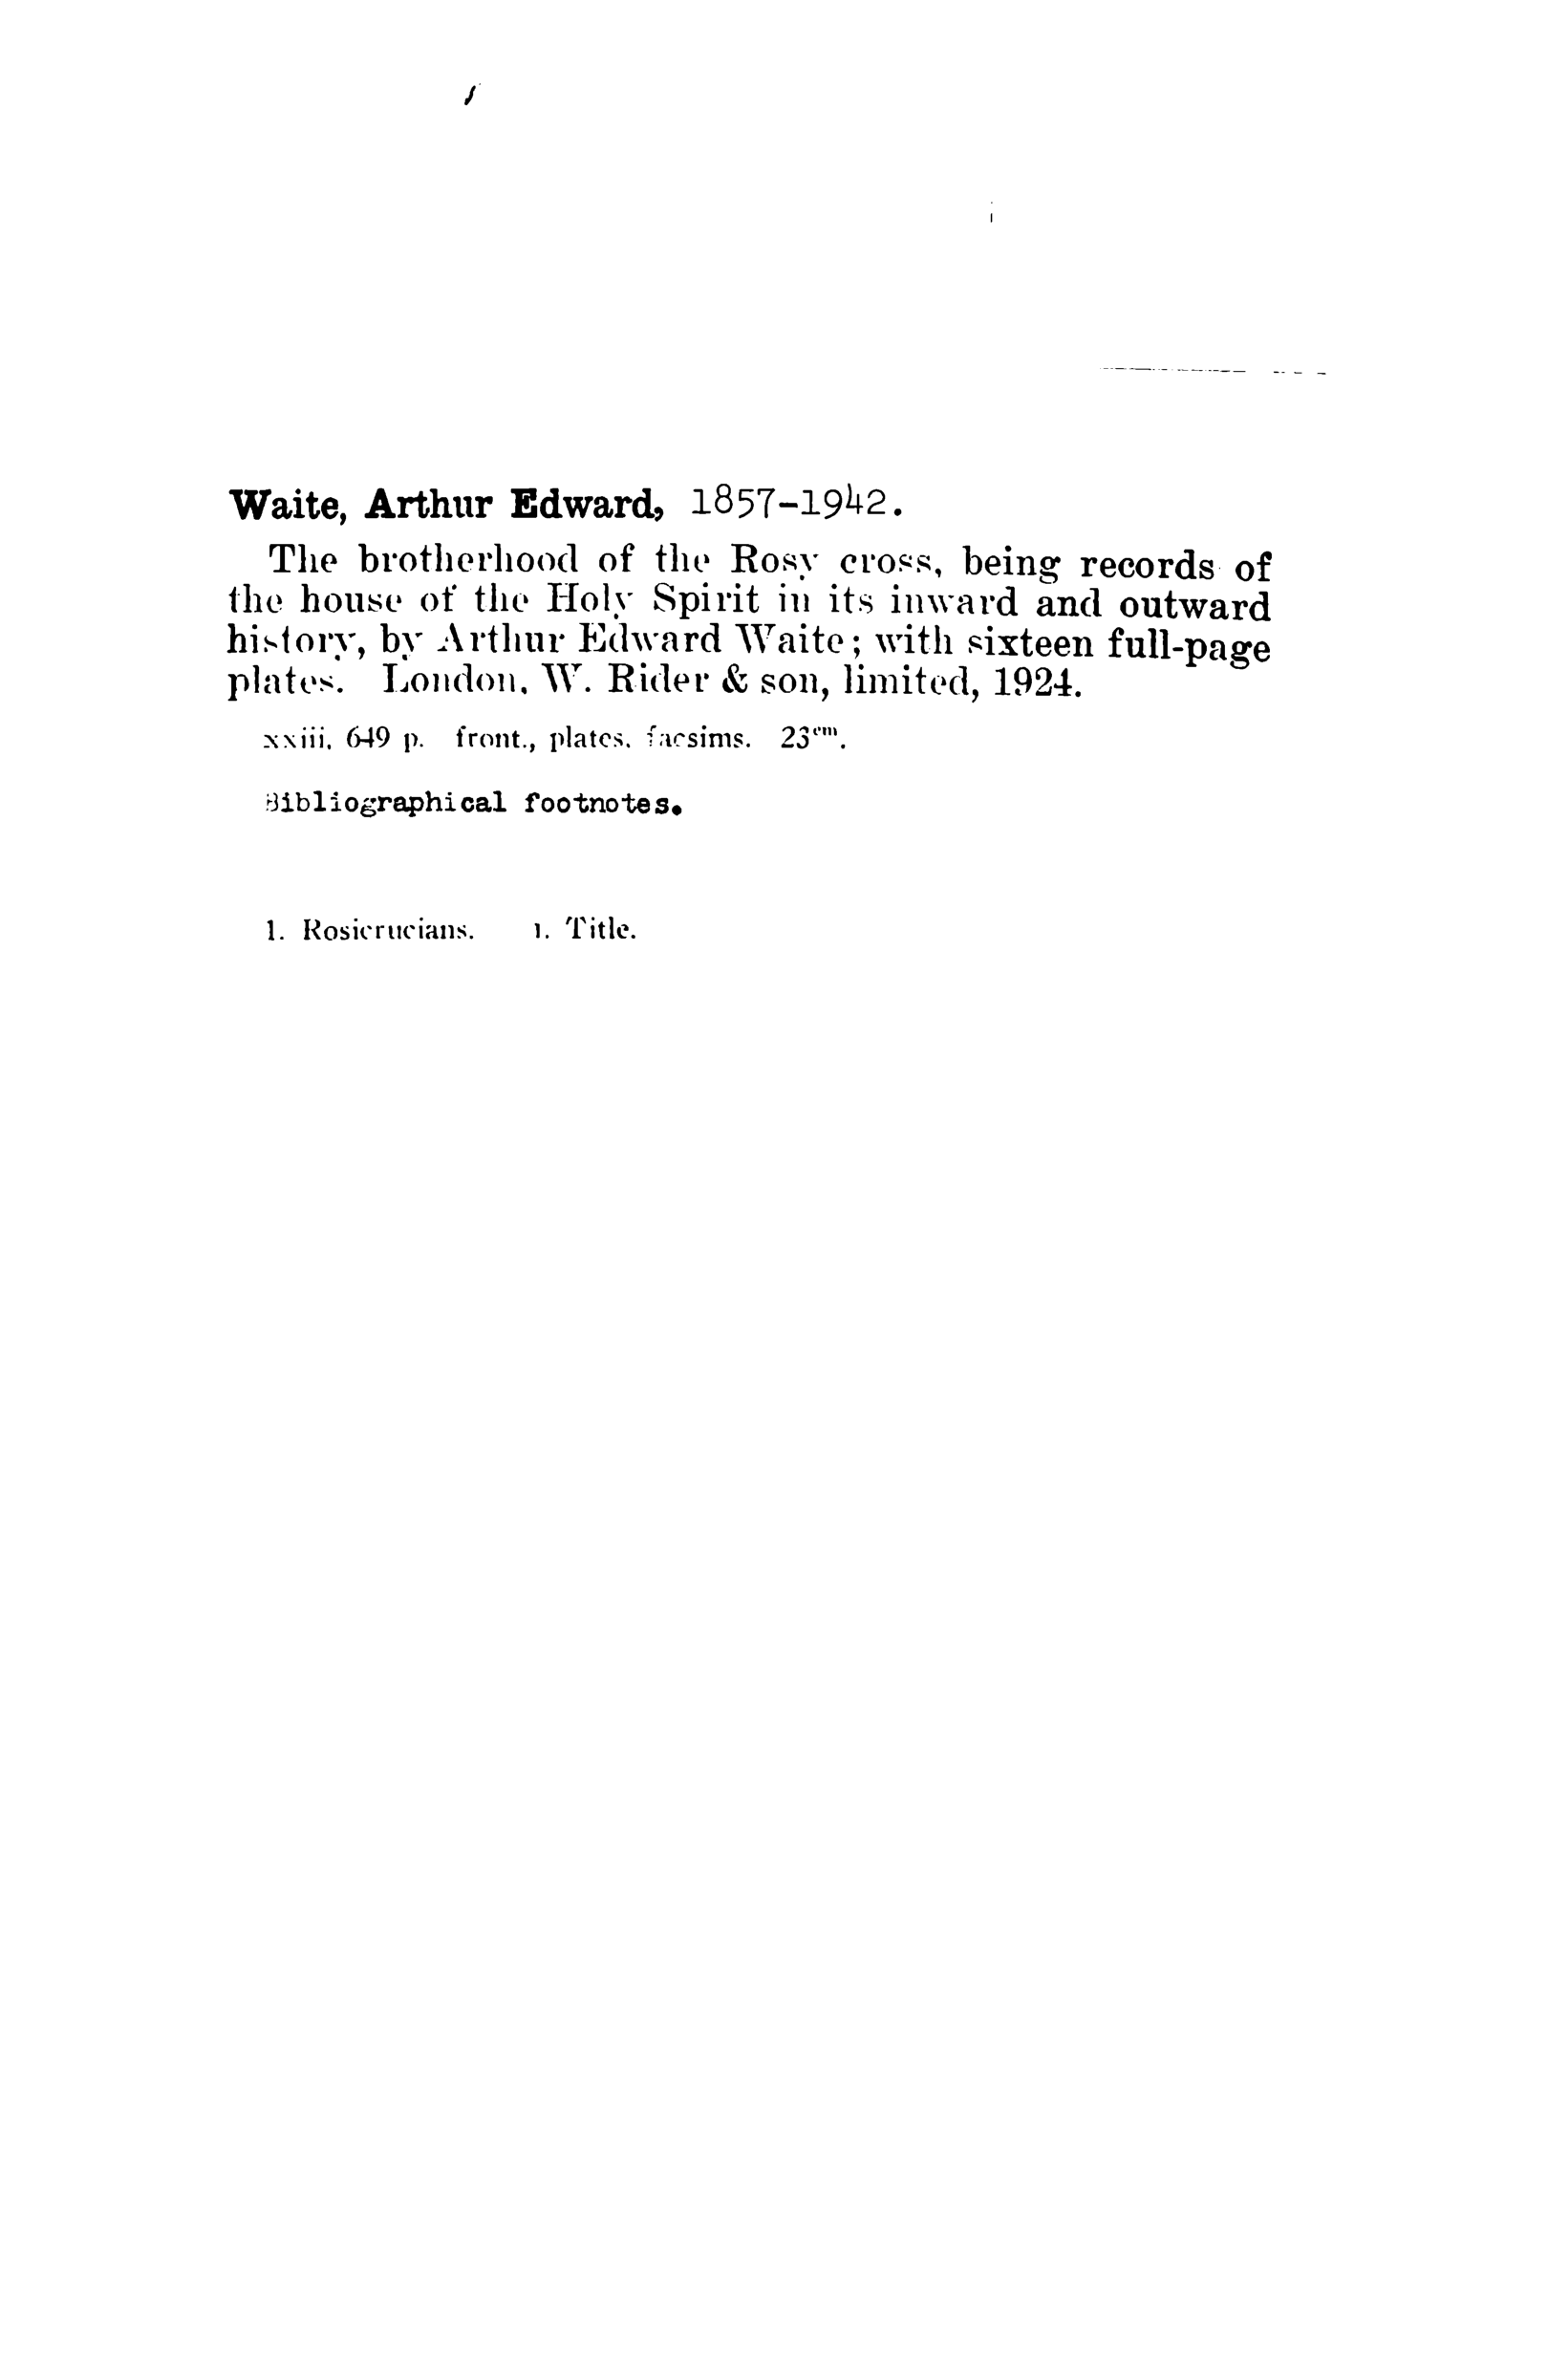 Waite, Arthur Edward, 1857-1942.
The brotherhood of the Rosy cross, being records of
the house of the Holy Spirit in its inward and outward
history, by Arthur Edward Waite; with sixteen full-page
plates. London, W. Rider & son, limited, 1924.
xxiii, 649 p. front., plates, facsims. 23cm.
Bibliographical footnotes.
1. Rosicrucians. I. Title.